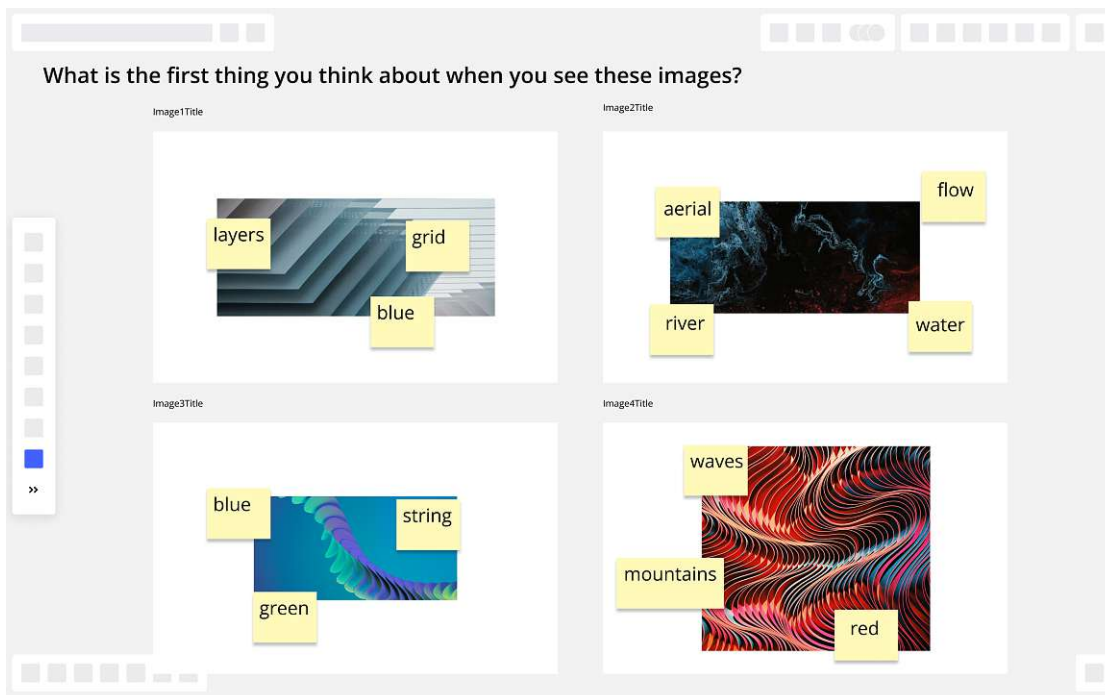 What is the first thing you think about when you see these images?
Image1Title
layers
grid
blue
Image2Title
aerial
flow
river
water
Image3Title
blue
string
green
Image4Title
waves
mountains
red